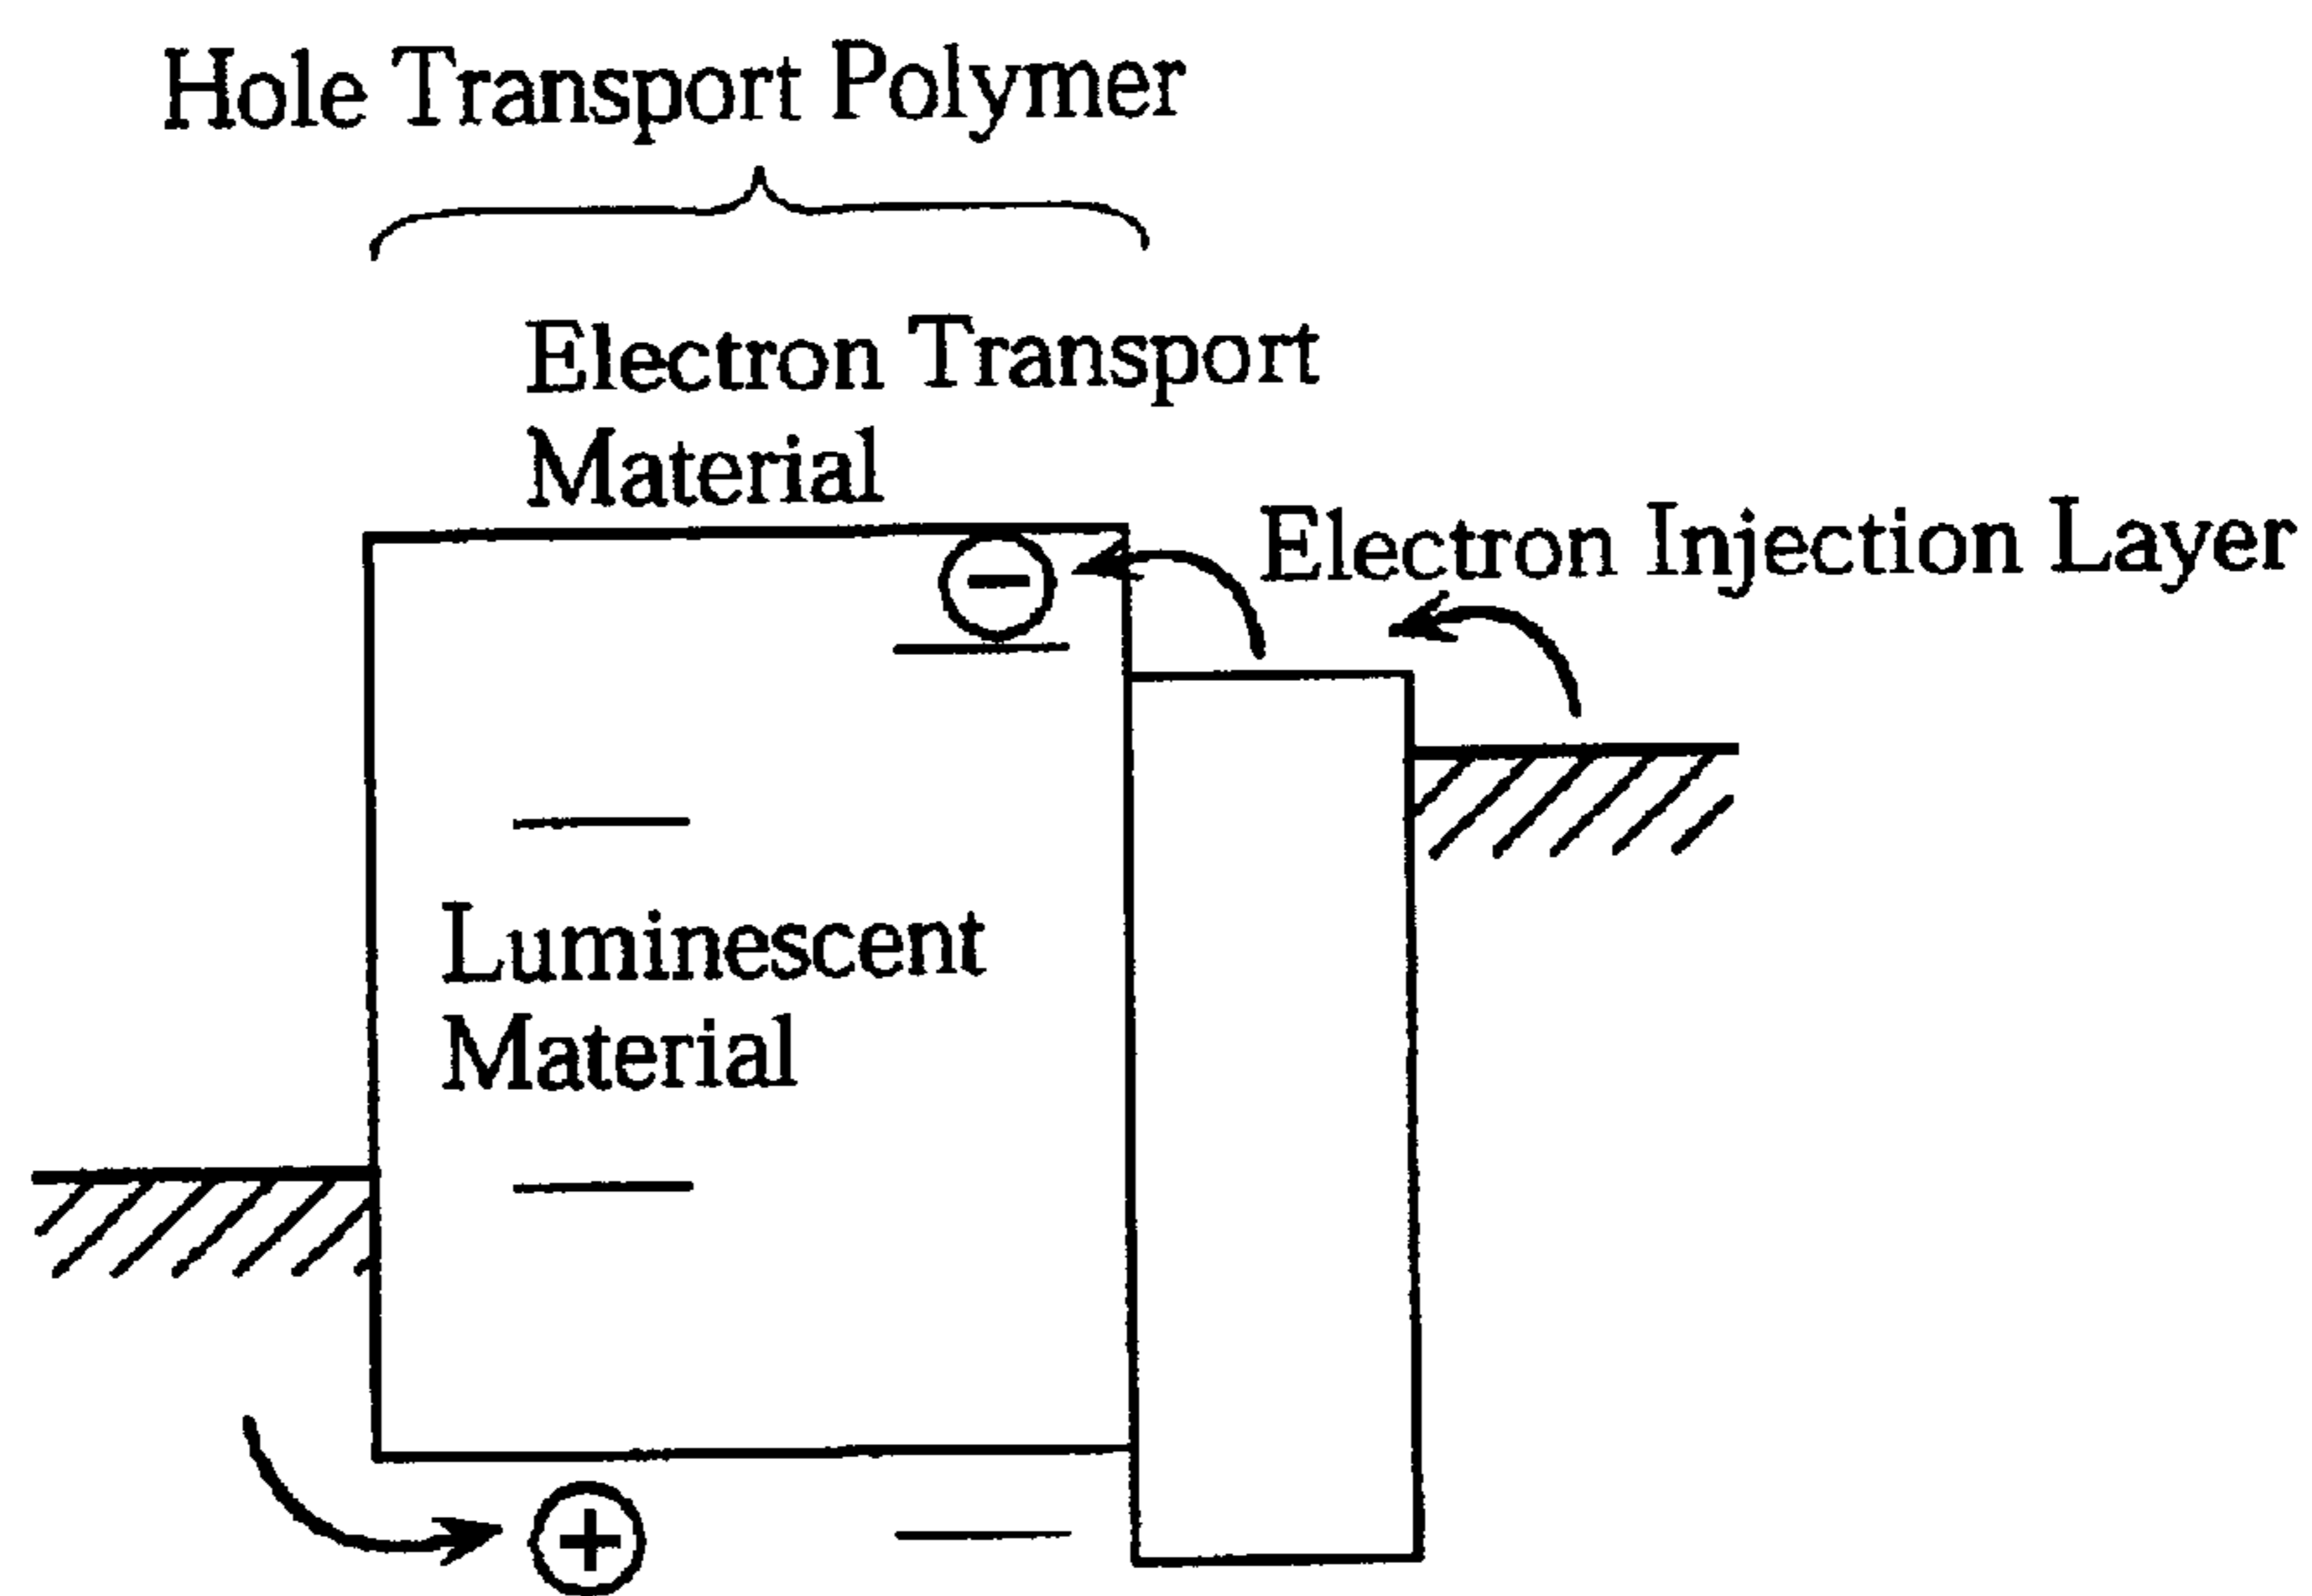 Hole Transport Polymer
Electron Transport
Material
Electron Injection Layer
−
Luminescent
Material
+